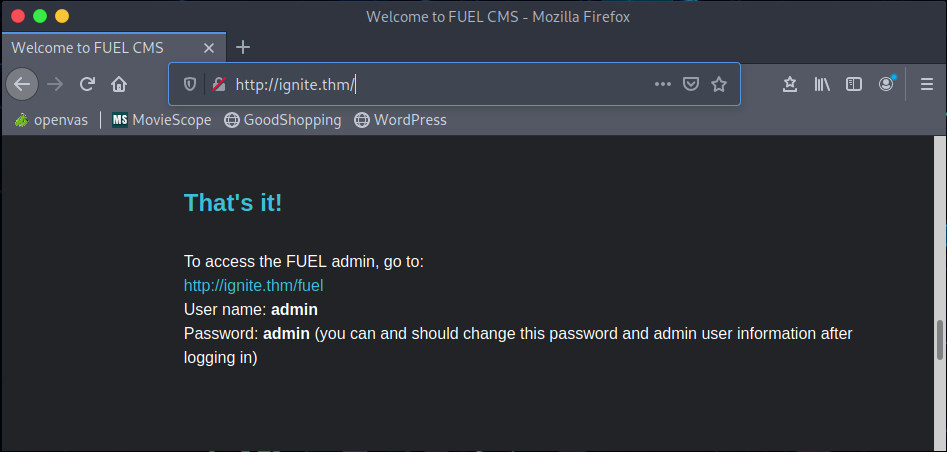 Welcome to FUEL CMS - Mozilla Firefox
Welcome to FUEL CMS
http://ignite.thm/
openvas
MS MovieScope
GoodShopping
WordPress
That's it!
To access the FUEL admin, go to:
http://ignite.thm/fuel
User name: admin
Password: admin (you can and should change this password and admin user information after
logging in)